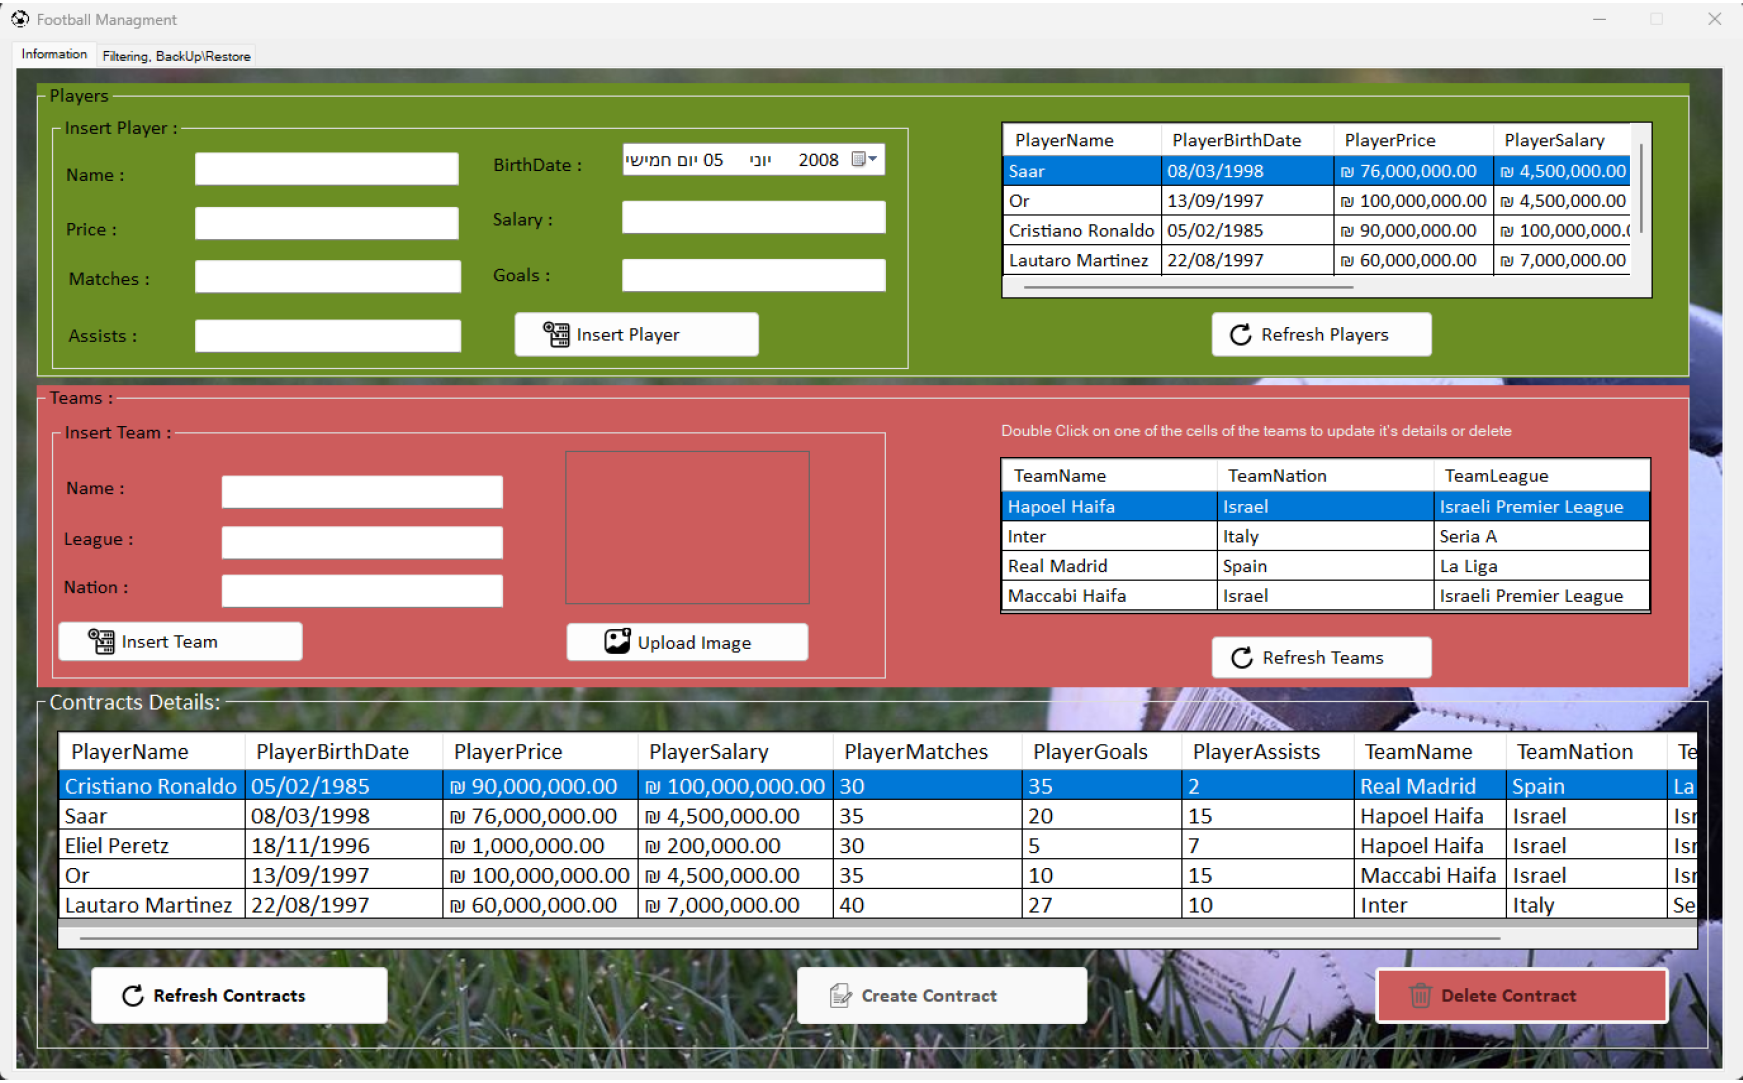 Football Managment
Information
Filtering, BackUp\Restore
Players
Insert Player :
Name :
BirthDate :
יום חמישי 05 יוני 2008
Price :
Salary :
Matches :
Goals :
Assists :
Insert Player
PlayerName PlayerBirthDate PlayerPrice PlayerSalary
Saar 08/03/1998 ₪ 76,000,000.00 ₪ 4,500,000.00
Or 13/09/1997 ₪ 100,000,000.00 ₪ 4,500,000.00
Cristiano Ronaldo 05/02/1985 ₪ 90,000,000.00 ₪ 100,000,000.(
Lautaro Martinez 22/08/1997 ₪ 60,000,000.00 ₪ 7,000,000.00
Refresh Players
Teams :
Insert Team :
Name :
League :
Nation :
Insert Team
Upload Image
Double Click on one of the cells of the teams to update it's details or delete
TeamName TeamNation TeamLeague
Hapoel Haifa Israel Israeli Premier League
Inter Italy Seria A
Real Madrid Spain La Liga
Maccabi Haifa Israel Israeli Premier League
Refresh Teams
Contracts Details:
PlayerName PlayerBirthDate PlayerPrice PlayerSalary PlayerMatches PlayerGoals PlayerAssists TeamName TeamNation Te
Cristiano Ronaldo 05/02/1985 ₪ 90,000,000.00 ₪ 100,000,000.00 30 35 2 Real Madrid Spain La
Saar 08/03/1998 ₪ 76,000,000.00 ₪ 4,500,000.00 35 20 15 Hapoel Haifa Israel Isr
Eliel Peretz 18/11/1996 ₪ 1,000,000.00 ₪ 200,000.00 30 5 7 Hapoel Haifa Israel Isr
Or 13/09/1997 ₪ 100,000,000.00 ₪ 4,500,000.00 35 10 15 Maccabi Haifa Israel Isr
Lautaro Martinez 22/08/1997 ₪ 60,000,000.00 ₪ 7,000,000.00 40 27 10 Inter Italy Se
Refresh Contracts
Create Contract
Delete Contract